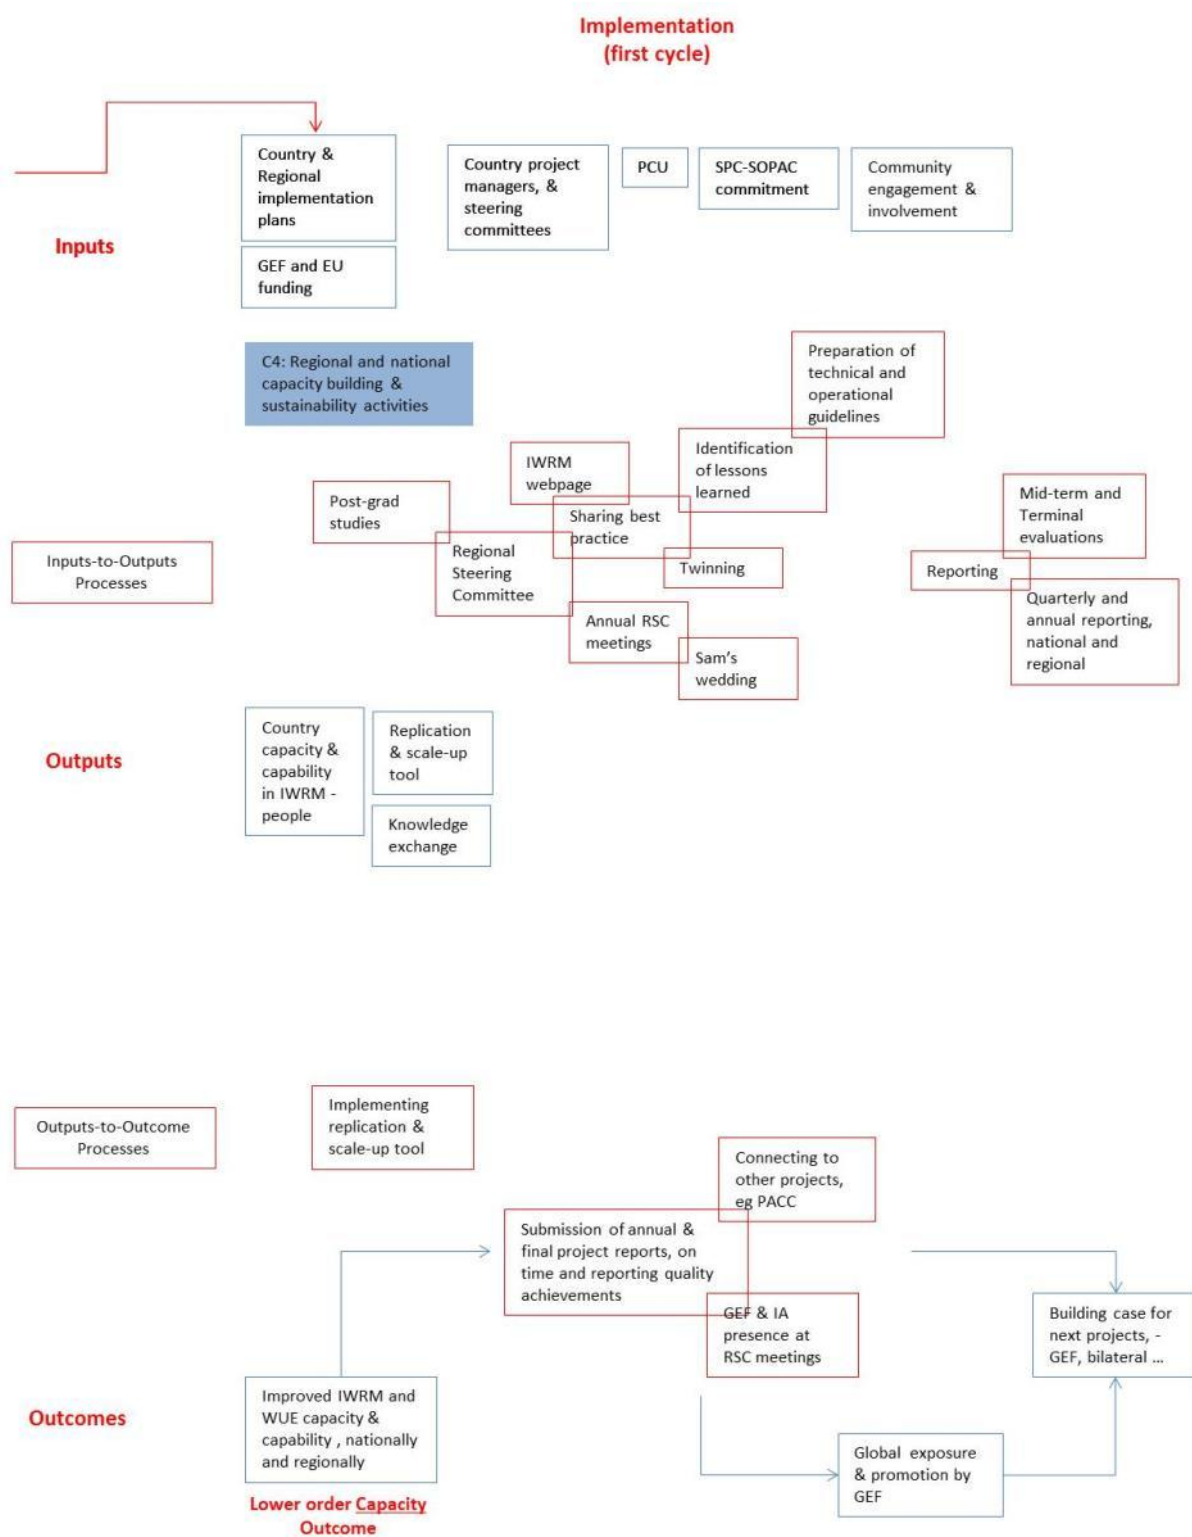 Implementation
(first cycle)
Country &
Regional
implementation
plans
Country project
managers, &
steering
committees
PCU
SPC-SOPAC
commitment
Community
engagement &
involvement
Inputs
GEF and EU
funding
C4: Regional and national
capacity building &
sustainability activities
Preparation of
technical and
operational
guidelines
Identification
of lessons
learned
IWRM
webpage
Post-grad
studies
Sharing best
practice
Mid-term and
Terminal
evaluations
Inputs-to-Outputs
Processes
Regional
Steering
Committee
Twinning
Reporting
Annual RSC
meetings
Quarterly and
annual reporting,
national and
regional
Sam's
wedding
Outputs
Country
capacity &
capability
in IWRM -
people
Replication
& scale-up
tool
Knowledge
exchange
Outputs-to-Outcome
Processes
Implementing
replication &
scale-up tool
Connecting to
other projects,
eg PACC
Submission of annual &
final project reports, on
time and reporting quality
achievements
GEF & IA
presence at
RSC meetings
Building case for
next projects, -
GEF, bilateral ...
Outcomes
Improved IWRM and
WUE capacity &
capability , nationally
and regionally
Global exposure
& promotion by
GEF
Lower order Capacity
Outcome